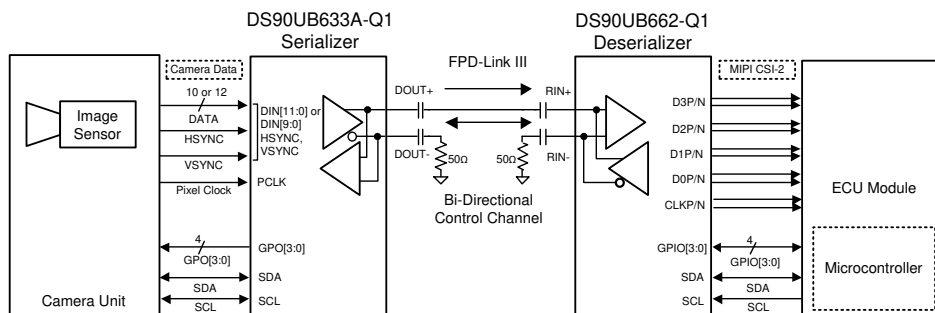 DS90UB633A-Q1
Serializer
DS90UB662-Q1
Deserializer
Camera Data
FPD-Link III
MIPI CSI-2
Image
Sensor
10 or 12
DATA
HSYNC
VSYNC
Pixel Clock
DIN[11:0] or
DIN[9:0]
HSYNC,
VSYNC
PCLK
DOUT+
DOUT-
50Ω
50Ω
RIN+
RIN-
Bi-Directional
Control Channel
D3P/N
D2P/N
D1P/N
D0P/N
CLKP/N
ECU Module
Microcontroller
4
GPO[3:0]
GPO[3:0]
SDA
SDA
SCL
SCL
Camera Unit
GPIO[3:0]
4
GPIO[3:0]
SDA
SDA
SCL
SCL